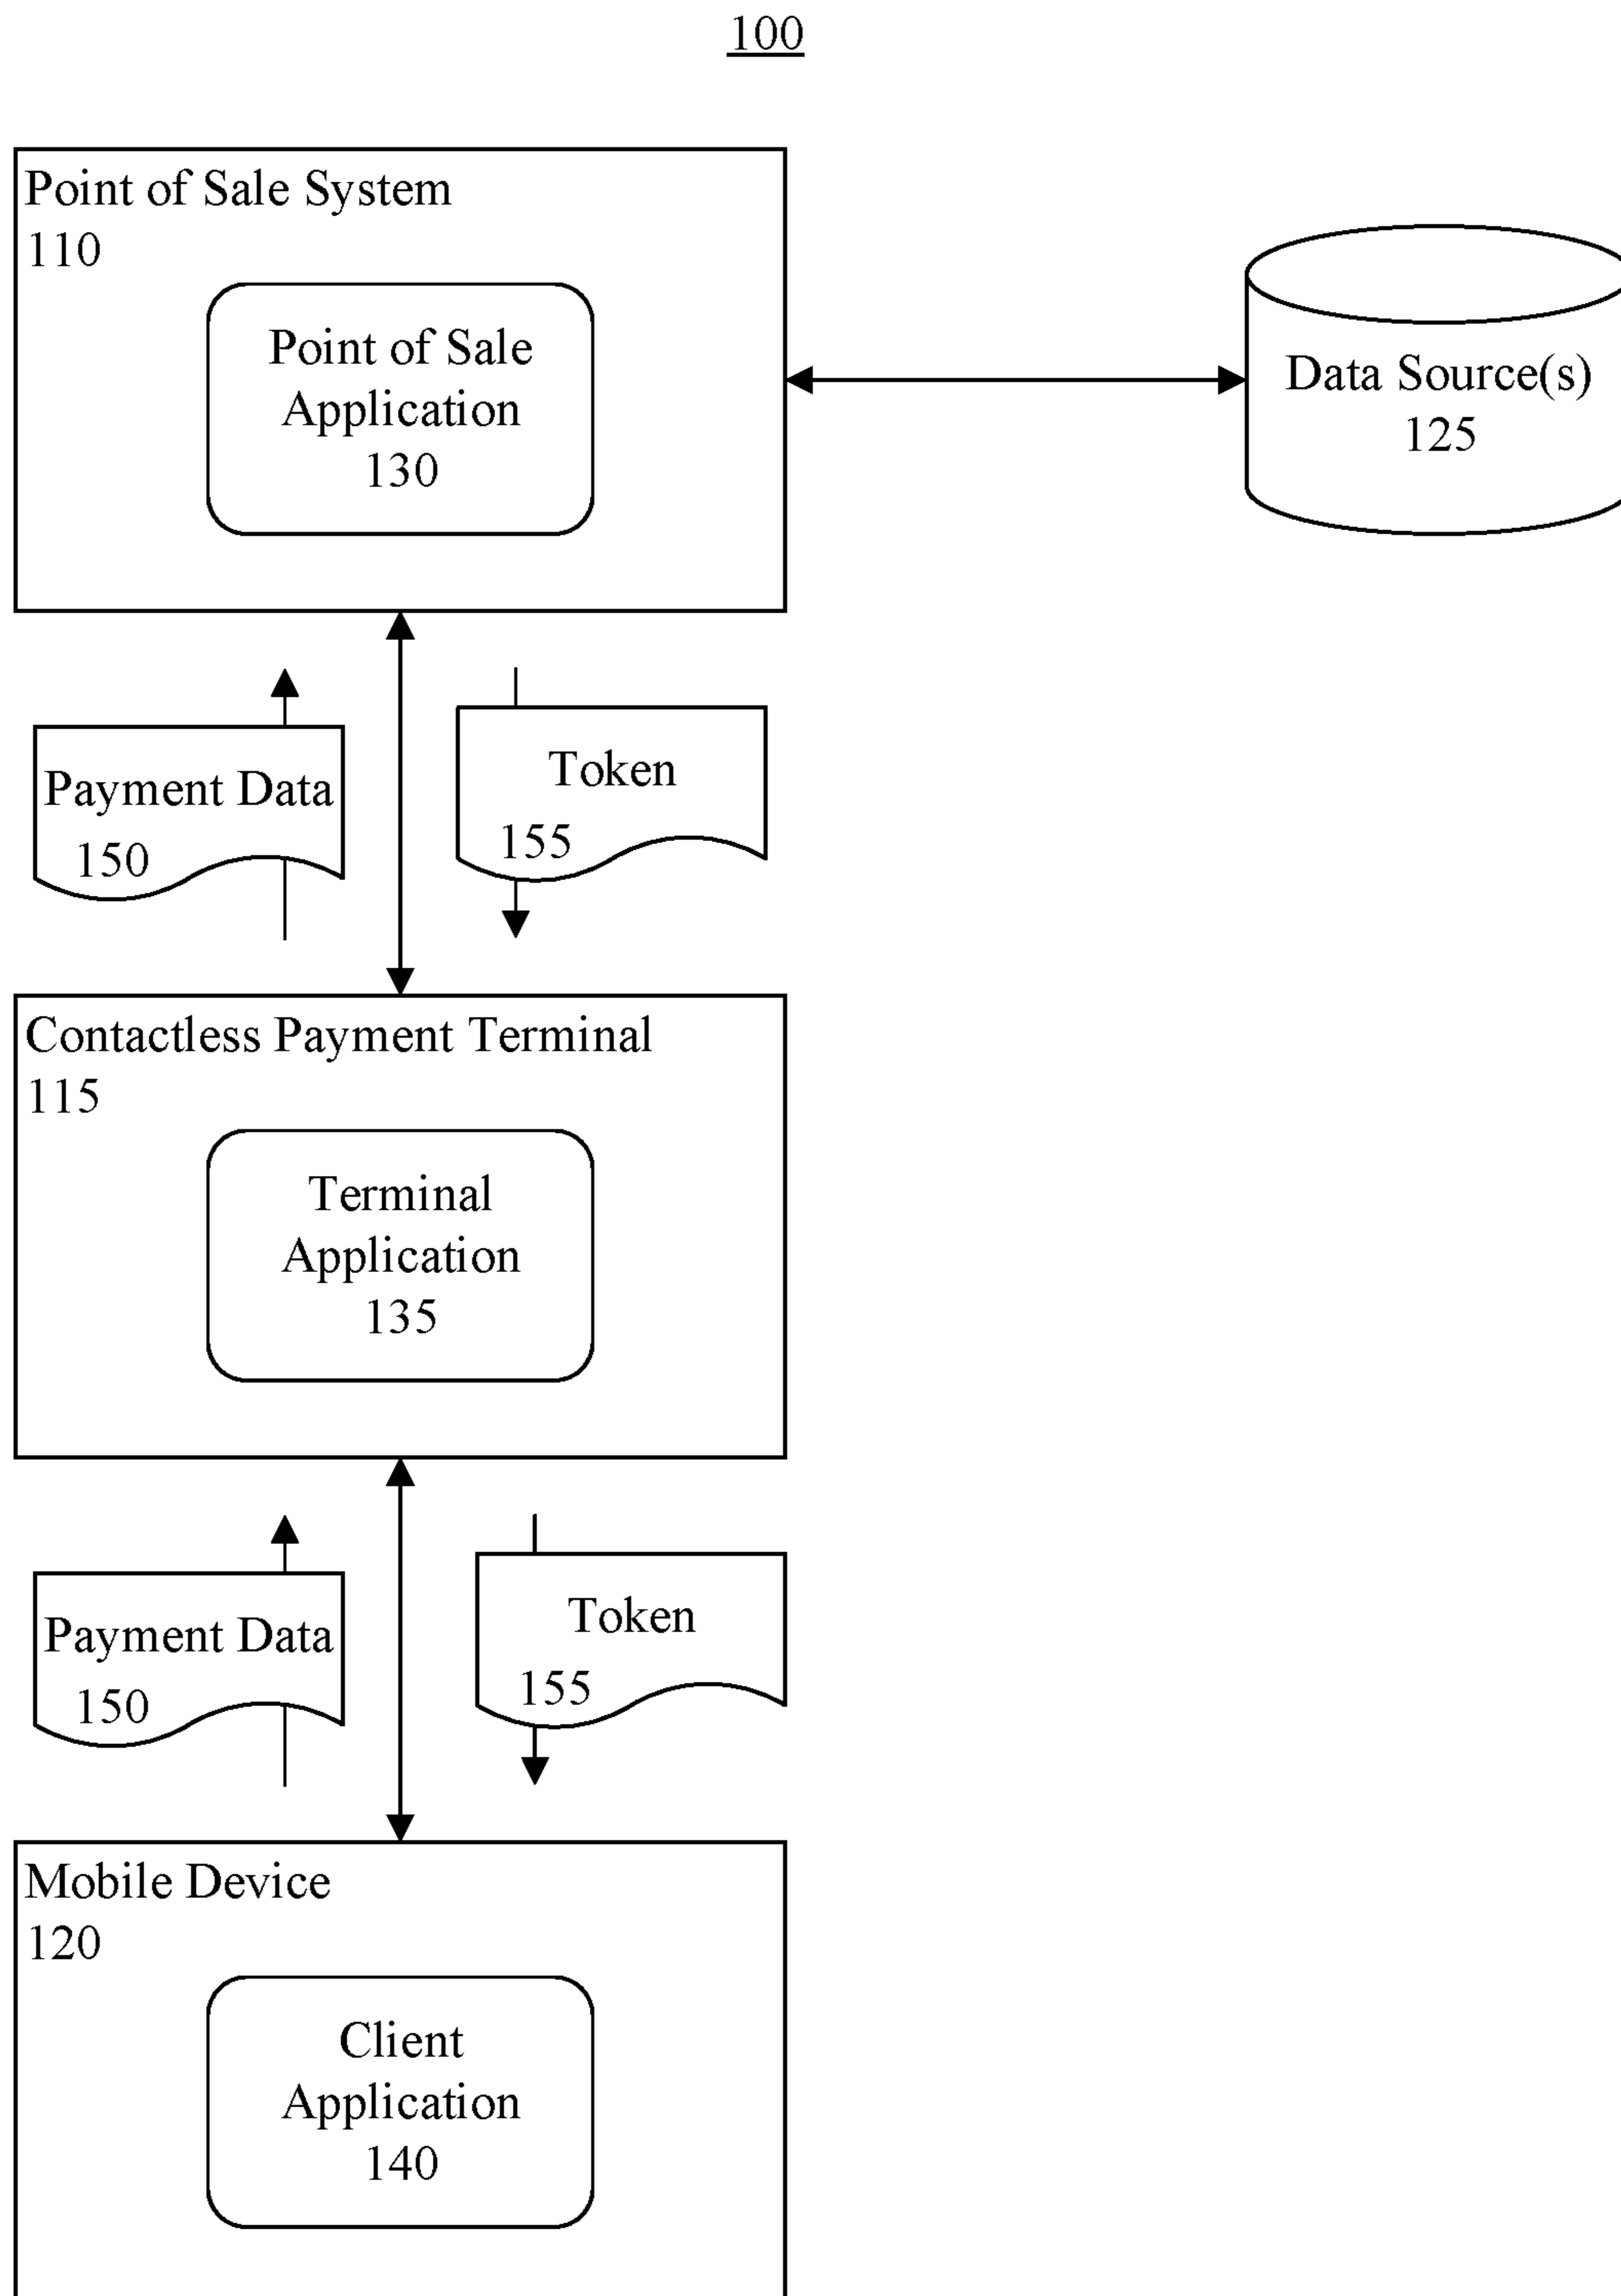 100
Point of Sale System
110
Point of Sale
Application
130
Data Source(s)
125
Payment Data
150
Token
155
Contactless Payment Terminal
115
Terminal
Application
135
Payment Data
150
Token
155
Mobile Device
120
Client
Application
140